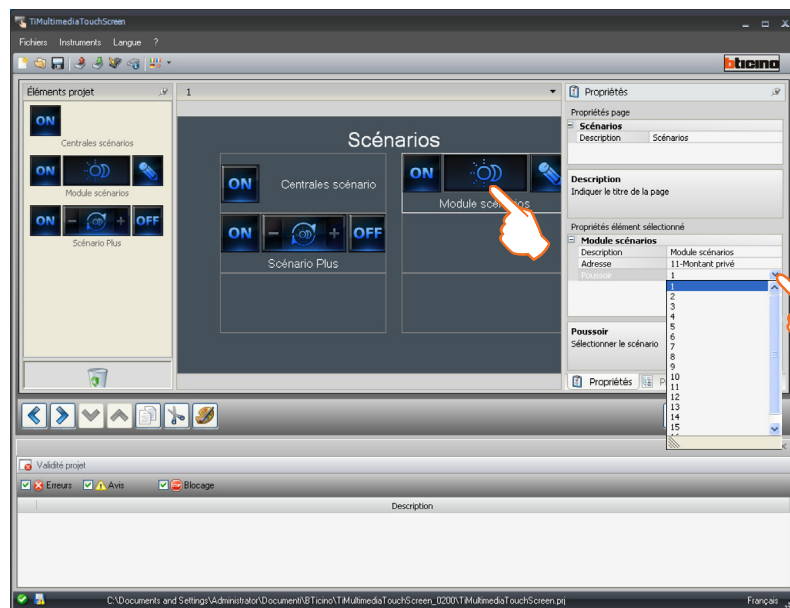 TiMultimediaTouchScreen
Fichiers Instruments Langue ?
bticino
Éléments projet
ON
Centrales scénarios
ON
Module scénarios
ON - + OFF
Scénario Plus
1
Scénarios
ON Centrales scénario
ON
Module scénarios
ON - + OFF
Scénario Plus
Propriétés
Propriétés page
Scénarios
Description Scénarios
Description
Indiquer le titre de la page
Propriétés élément sélectionné
Module scénarios
Description Module scénarios
Adresse 11-Montant privé
Poussoir 1
1
2
3
4
5
6
7
8
9
10
11
12
13
14
15
Poussoir
Sélectionner le scénario
Propriétés
Validité projet
Erreurs Avis Blocage
Description
C:\Documents and Settings\Administrator\Documenti\BTicino\TiMultimediaTouchScreen_0200\TiMultimediaTouchScreen.prj
Français